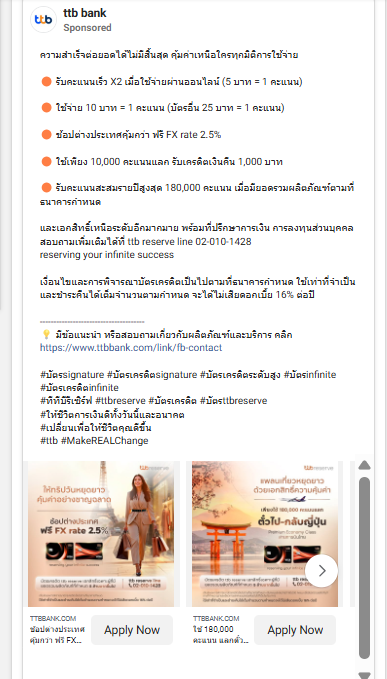 ttb bank
Sponsored
ความสำเร็จต่อยอดได้ไม่มีสิ้นสุด คุ้มค่าเหนือใครทุกมิติการใช้จ่าย
🟠 รับคะแนนเร็ว X2 เมื่อใช้จ่ายผ่านออนไลน์ (5 บาท = 1 คะแนน)
🟠 ใช้จ่าย 10 บาท = 1 คะแนน (บัตรอื่น 25 บาท = 1 คะแนน)
🟠 ช้อปต่างประเทศคุ้มกว่า ฟรี FX rate 2.5%
🟠 ใช้เพียง 10,000 คะแนนแลก รับเครดิตเงินคืน 1,000 บาท
🟠 รับคะแนนสะสมรายปีสูงสุด 180,000 คะแนน เมื่อมียอดรวมผลิตภัณฑ์ตามที่
ธนาคารกำหนด
และเอกสิทธิ์เหนือระดับอีกมากมาย พร้อมที่ปรึกษาการเงิน การลงทุนส่วนบุคคล
สอบถามเพิ่มเติมได้ที่ ttb reserve line 02-010-1428
reserving your infinite success
เงื่อนไขและการพิจารณาบัตรเครดิตเป็นไปตามที่ธนาคารกำหนด ใช้เท่าที่จำเป็น
และชำระคืนได้เต็มจำนวนตามกำหนด จะได้ไม่เสียดอกเบี้ย 16% ต่อปี
-----------------------------------
💡 มีข้อแนะนำ หรือสอบถามเกี่ยวกับผลิตภัณฑ์และบริการ คลิก
https://www.ttbbank.com/link/fb-contact
#บัตรsignature #บัตรเครดิตsignature #บัตรเครดิตระดับสูง #บัตรinfinite
#บัตรเครดิตinfinite
#ทีทีบีรีเซิร์ฟ #ttbreserve #บัตรเครดิต #บัตรttbreserve
#ให้ชีวิตการเงินดีทั้งวันนี้และอนาคต
#เปลี่ยนเพื่อให้ชีวิตคุณดีขึ้น
#ttb #MakeREALChange
ttb reserve
ให้ทริปวันหยุดยาว
คุ้มค่าอย่างชาญฉลาด
ช้อปต่างประเทศ
ฟรี FX rate 2.5%
ttb reserve line
02-010-1428
ttb reserve
แพลนเที่ยววันหยุดยาว
ด้วยเอกสิทธิ์ความคุ้มค่า
เพียงใช้ 180,000 คะแนนแลก
ตั๋วไป-กลับญี่ปุ่น
TTBBANK.COM
ช้อปต่างประเทศ
คุ้มกว่า ฟรี FX...
Apply Now
TTBBANK.COM
ใช้ 180,000
คะแนน แลกตั๋ว...
Apply Now